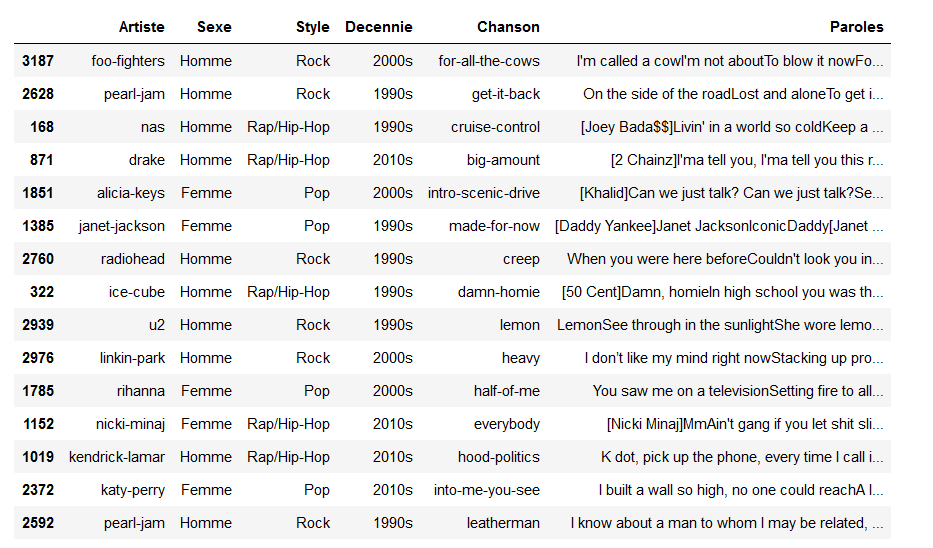 Artiste Sexe Style Decennie Chanson Paroles
3187 foo-fighters Homme Rock 2000s for-all-the-cows I'm called a cowI'm not aboutTo blow it nowFo...
2628 pearl-jam Homme Rock 1990s get-it-back On the side of the roadLost and aloneTo get i...
168 nas Homme Rap/Hip-Hop 1990s cruise-control [Joey Bada$$]Livin' in a world so coldKeep a ...
871 drake Homme Rap/Hip-Hop 2010s big-amount [2 Chainz]I'ma tell you, I'ma tell you this r...
1851 alicia-keys Femme Pop 2000s intro-scenic-drive [Khalid]Can we just talk? Can we just talk?Se...
1385 janet-jackson Femme Pop 1990s made-for-now [Daddy Yankee]Janet JacksonIconicDaddy[Janet ...
2760 radiohead Homme Rock 1990s creep When you were here beforeCouldn't look you in...
322 ice-cube Homme Rap/Hip-Hop 1990s damn-homie [50 Cent]Damn, homieIn high school you was th...
2939 u2 Homme Rock 1990s lemon LemonSee through in the sunlightShe wore lemo...
2976 linkin-park Homme Rock 2000s heavy I don't like my mind right nowStacking up pro...
1785 rihanna Femme Pop 2000s half-of-me You saw me on a televisionSetting fire to all...
1152 nicki-minaj Femme Rap/Hip-Hop 2010s everybody [Nicki Minaj]MmAin't gang if you let shit sli...
1019 kendrick-lamar Homme Rap/Hip-Hop 2010s hood-politics K dot, pick up the phone, every time I call i...
2372 katy-perry Femme Pop 2010s into-me-you-see I built a wall so high, no one could reachA l...
2592 pearl-jam Homme Rock 1990s leatherman I know about a man to whom I may be related, ...